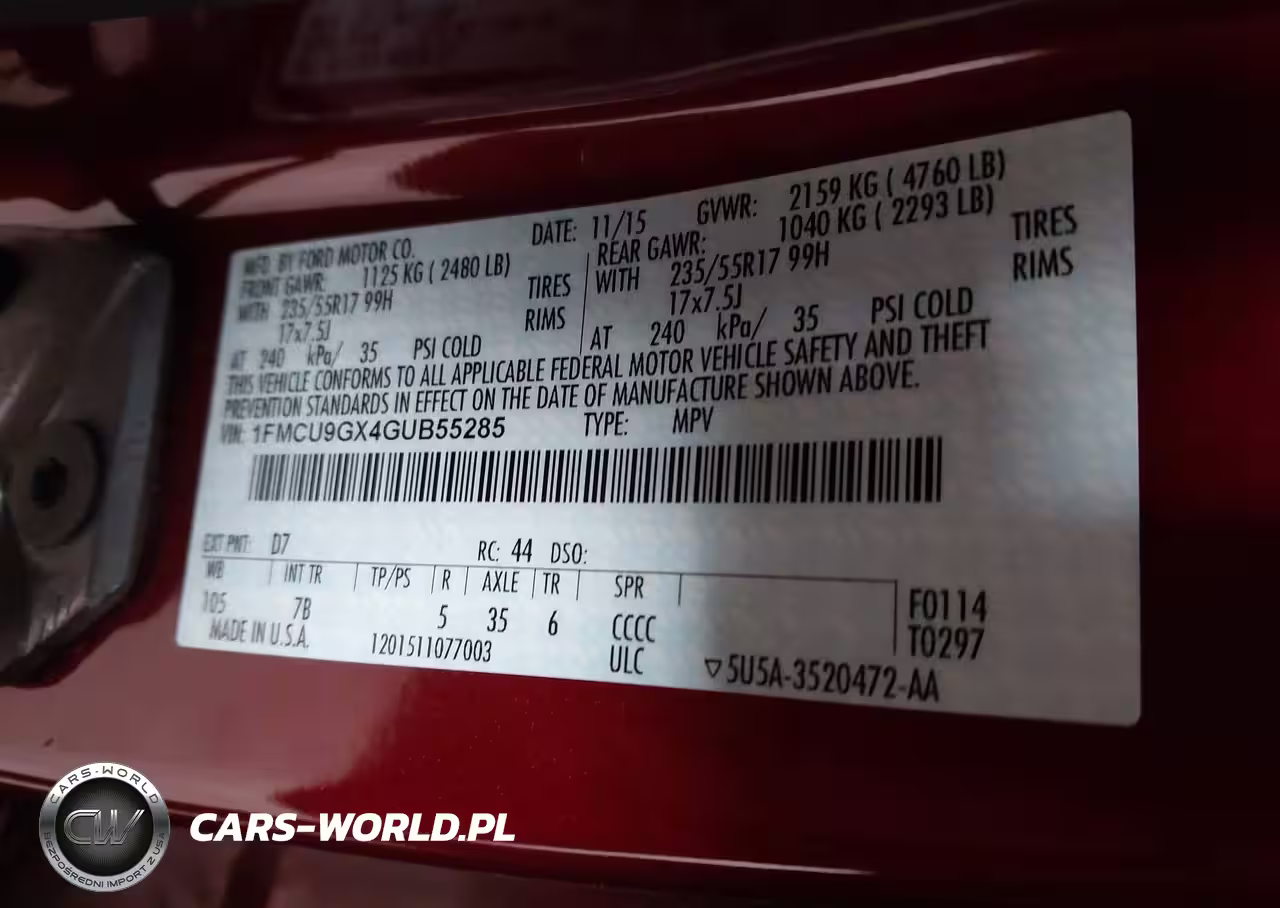 MFD. BY FORD MOTOR CO. DATE: 11/15 GVWR: 2159 KG ( 4760 LB)
FRONT GAWR: 1125 KG ( 2480 LB) REAR GAWR: 1040 KG ( 2293 LB)
WITH 235/55R17 99H TIRES WITH 235/55R17 99H TIRES
17x7.5J RIMS 17x7.5J RIMS
AT 240 kPa/ 35 PSI COLD AT 240 kPa/ 35 PSI COLD
THIS VEHICLE CONFORMS TO ALL APPLICABLE FEDERAL MOTOR VEHICLE SAFETY AND THEFT
PREVENTION STANDARDS IN EFFECT ON THE DATE OF MANUFACTURE SHOWN ABOVE.
VIN: 1FMCU9GX4GUB55285 TYPE: MPV
EXT PNT: D7 RC: 44 DSO:
WB INT TR TP/PS R AXLE TR SPR
105 7B 5 35 6 CCCC F0114
MADE IN U.S.A. 1201511077003 ULC T0297
▽5U5A-3520472-AA
CARS-WORLD
CW
BEZPOŚREDNI IMPORT Z USA
CARS-WORLD.PL